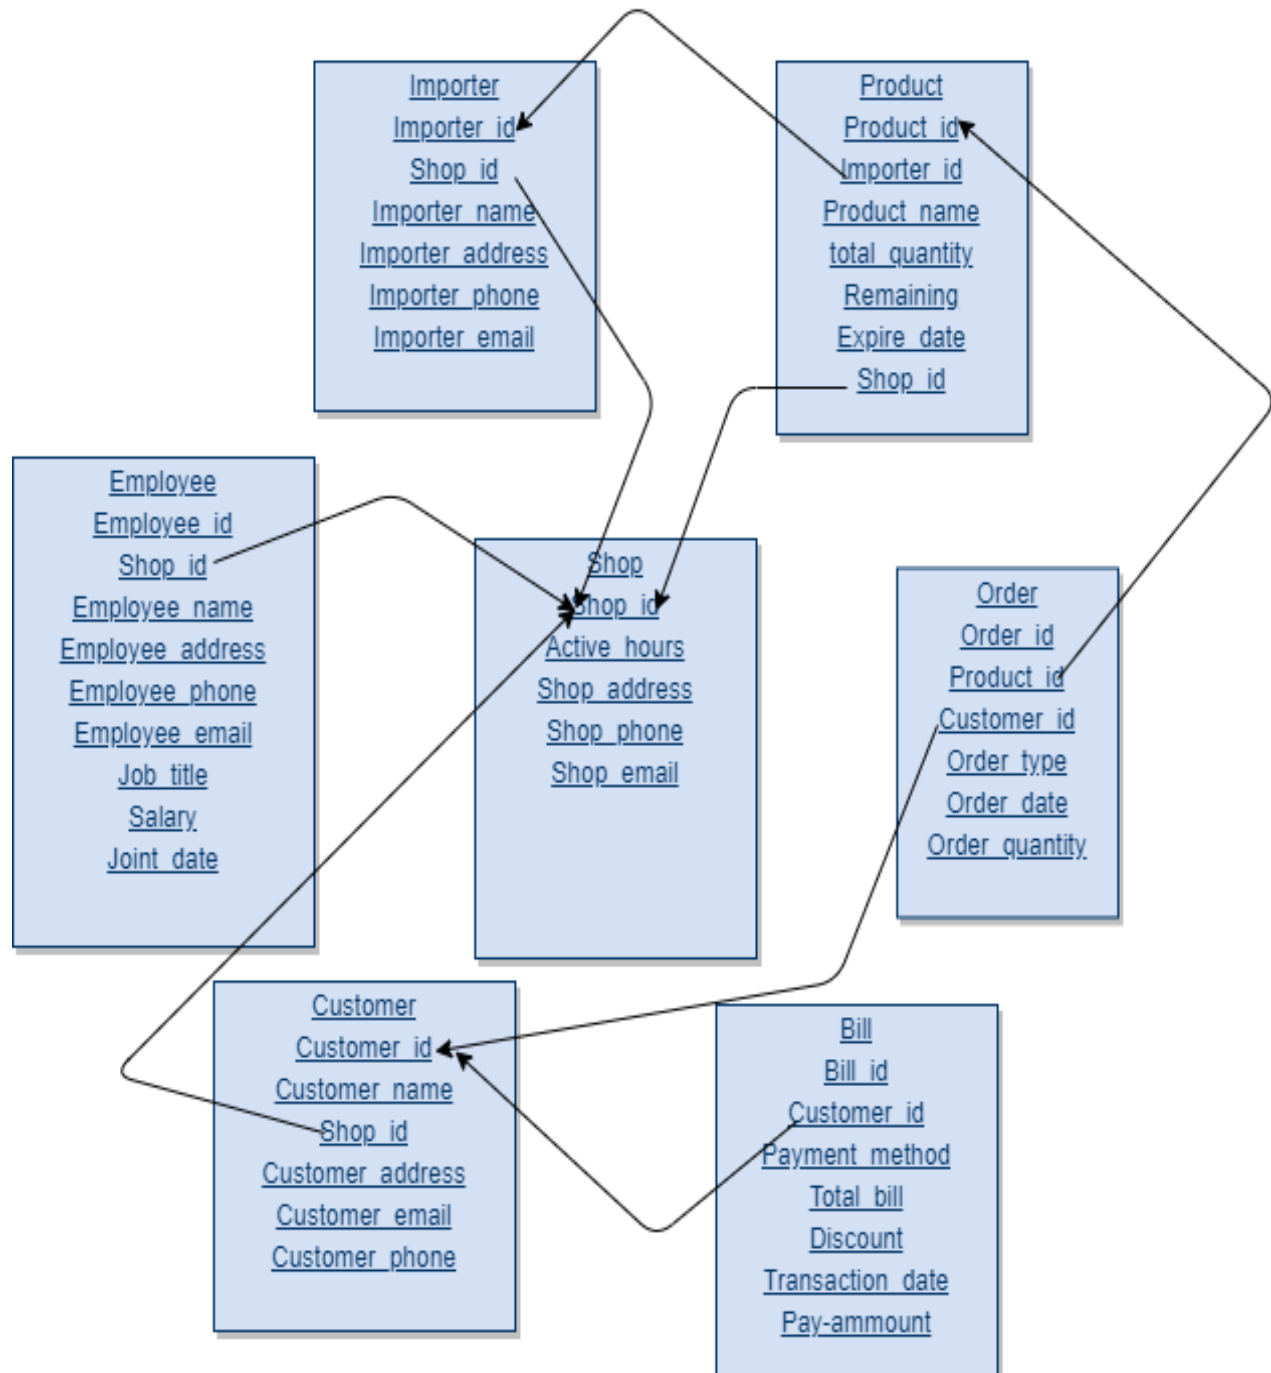 Importer
Importer_id
Shop_id
Importer_name
Importer_address
Importer_phone
Importer_email
Product
Product_id
Importer_id
Product_name
total_quantity
Remaining
Expire_date
Shop_id
Employee
Employee_id
Shop_id
Employee_name
Employee_address
Employee_phone
Employee_email
Job_title
Salary
Joint_date
Shop
Shop_id
Active_hours
Shop_address
Shop_phone
Shop_email
Order
Order_id
Product_id
Customer_id
Order_type
Order_date
Order_quantity
Customer
Customer_id
Customer_name
Shop_id
Customer_address
Customer_email
Customer_phone
Bill
Bill_id
Customer_id
Payment_method
Total_bill
Discount
Transaction_date
Pay-ammount